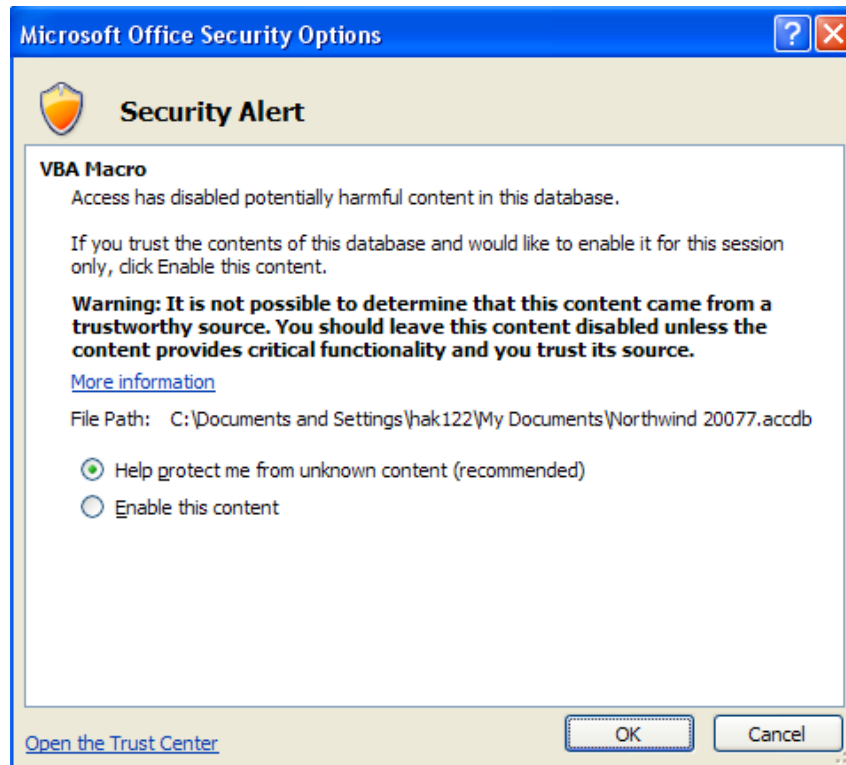 Microsoft Office Security Options
Security Alert
VBA Macro
Access has disabled potentially harmful content in this database.
If you trust the contents of this database and would like to enable it for this session
only, click Enable this content.
Warning: It is not possible to determine that this content came from a
trustworthy source. You should leave this content disabled unless the
content provides critical functionality and you trust its source.
More information
File Path: C:\Documents and Settings\hak122\My Documents\Northwind 20077.accdb
Help protect me from unknown content (recommended)
Enable this content
Open the Trust Center
OK
Cancel